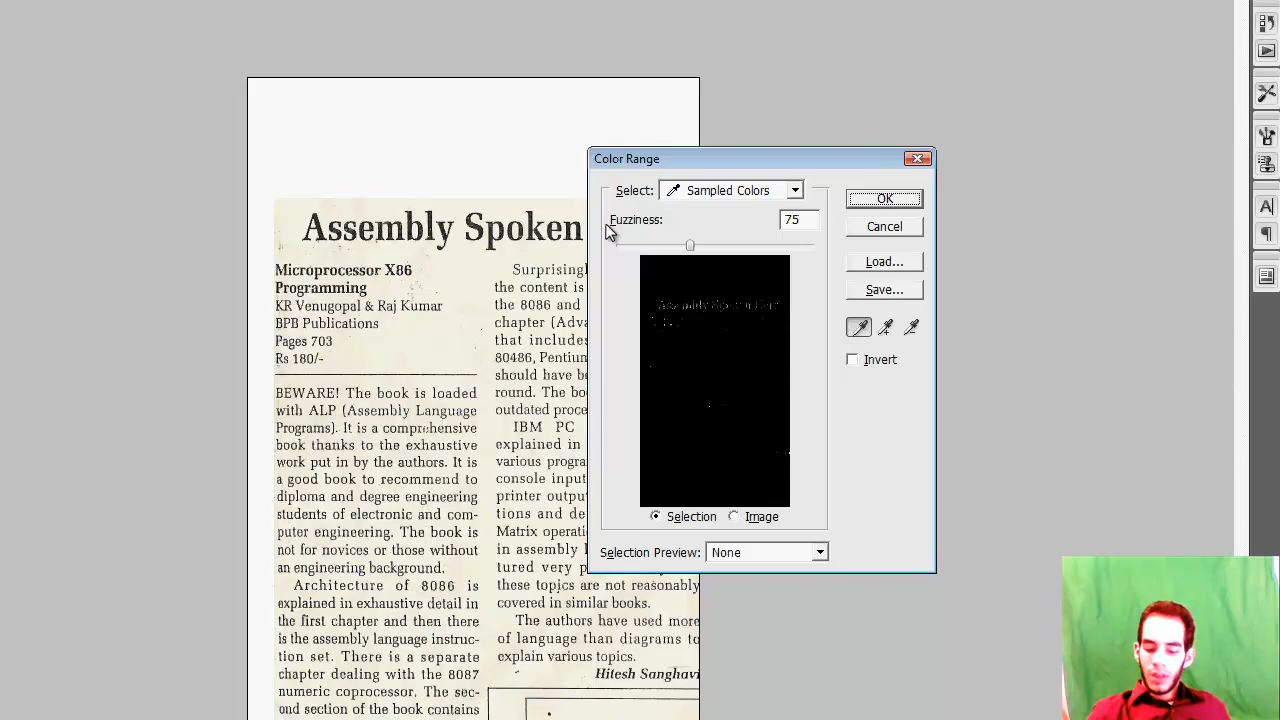 Assembly Spoken
Microprocessor X86
Programming
KR Venugopal & Raj Kumar
BPB Publications
Pages 703
Rs 180/-
BEWARE! The book is loaded
with ALP (Assembly Language
Programs). It is a comprehensive
book thanks to the exhaustive
work put in by the authors. It is
a good book to recommend to
diploma and degree engineering
students of electronic and com-
puter engineering. The book is
not for novices or those without
an engineering background.
Architecture of 8086 is
explained in exhaustive detail in
the first chapter and then there
is the assembly language instruc-
tion set. There is a separate
chapter dealing with the 8087
numeric coprocessor. The sec-
ond section of the book contains
Surprisingl
the content is
the 8086 and
chapter (Adva
that includes
80486, Pentium
should have be
round. The boo
outdated proce
IBM PC
explained in
various progra
console input
printer outpu
tions and de
Matrix operati
in assembly l
tured very p
these topics are not reasonably
covered in similar books.
The authors have used more
of language than diagrams to
explain various topics.
Hitesh Sanghavi
Color Range
Select: Sampled Colors
Fuzziness: 75
Assembly Spoken Here
Selection Image
Selection Preview: None
OK
Cancel
Load...
Save...
Invert